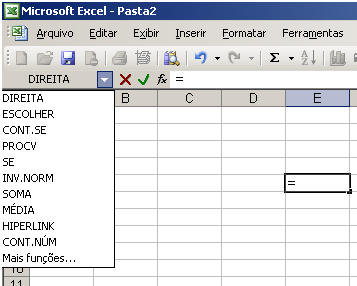 Microsoft Excel - Pasta2
Arquivo Editar Exibir Inserir Formatar Ferramentas
Σ
DIREITA fx =
B C D E
DIREITA
ESCOLHER
CONT.SE
PROCV
SE
INV.NORM
SOMA
MÉDIA
HIPERLINK
CONT.NÚM
Mais funções...
=
10
11